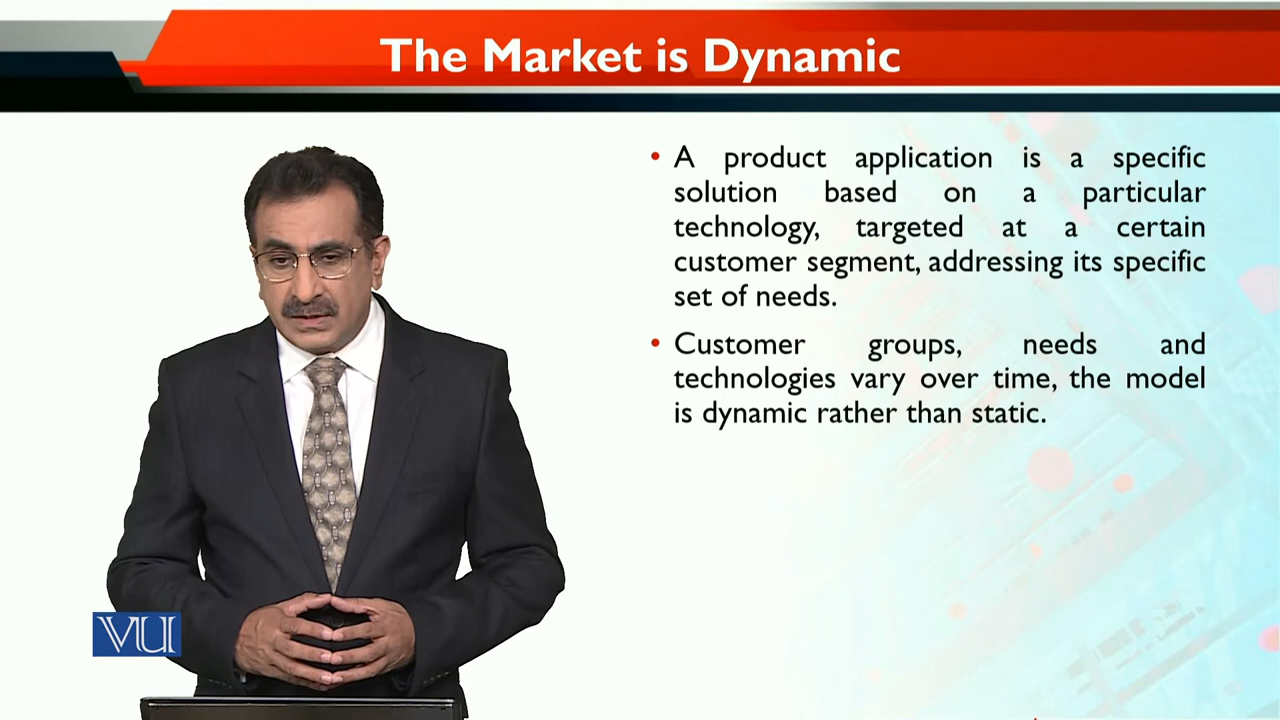 The Market is Dynamic
• A product application is a specific
solution based on a particular
technology, targeted at a certain
customer segment, addressing its specific
set of needs.
• Customer groups, needs and
technologies vary over time, the model
is dynamic rather than static.
VU